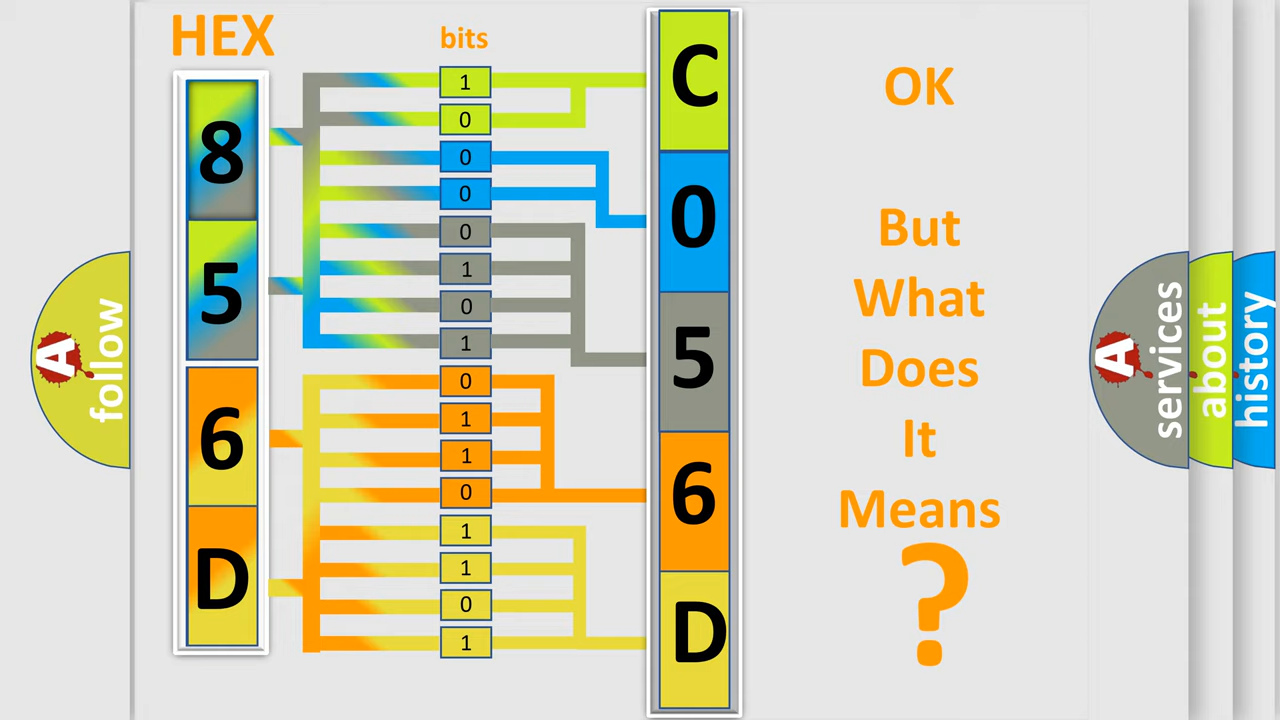 HEX
bits
8
5
6
D
1
0
0
0
0
1
0
1
0
1
1
0
1
1
0
1
C
0
5
6
D
OK
But
What
Does
It
Means
?
A
follow
A
services
about
history